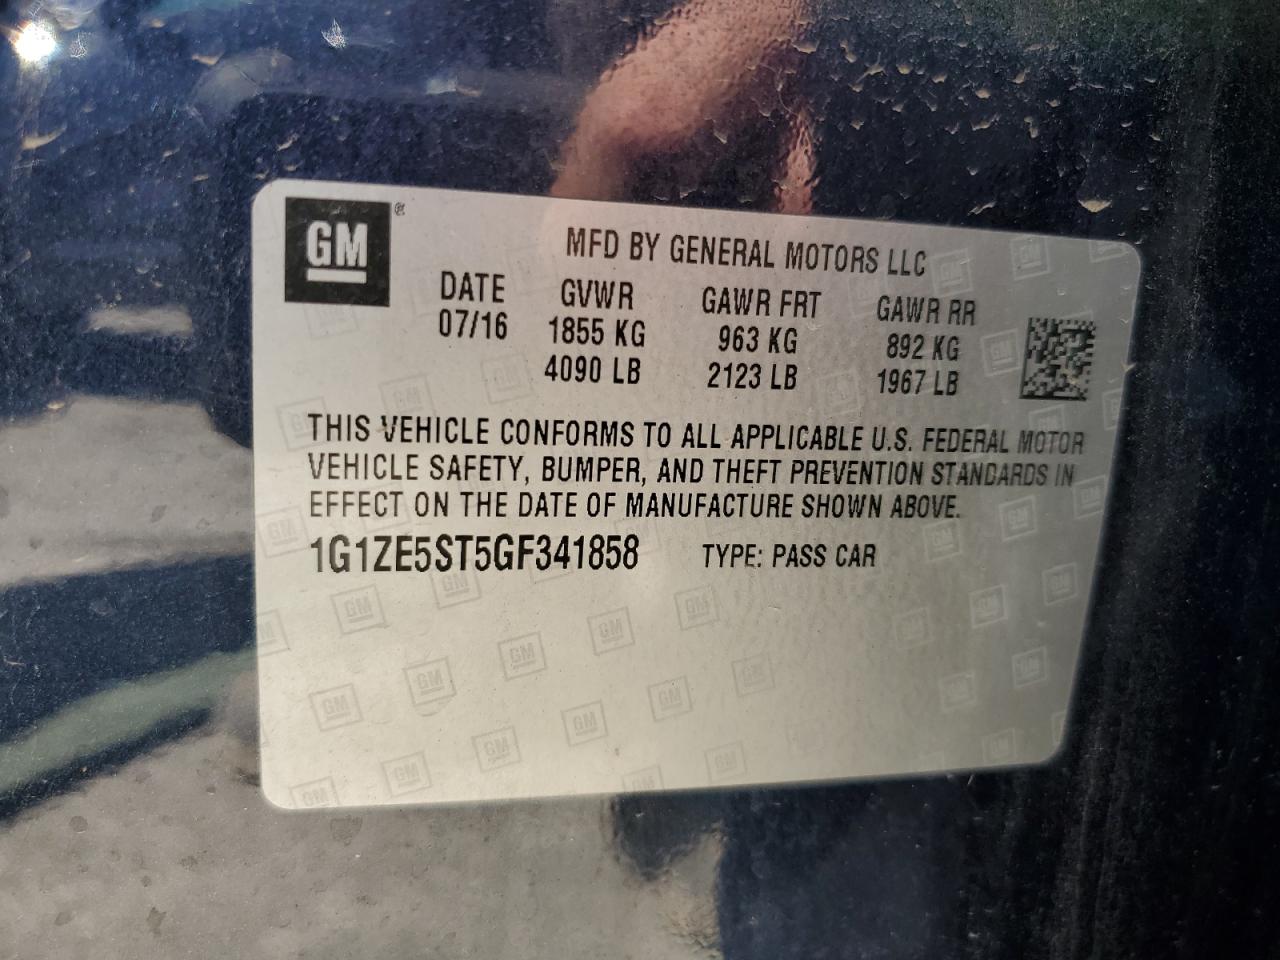 GM ®
MFD BY GENERAL MOTORS LLC
DATE GVWR GAWR FRT GAWR RR
07/16 1855 KG 963 KG 892 KG
4090 LB 2123 LB 1967 LB
THIS VEHICLE CONFORMS TO ALL APPLICABLE U.S. FEDERAL MOTOR
VEHICLE SAFETY, BUMPER, AND THEFT PREVENTION STANDARDS IN
EFFECT ON THE DATE OF MANUFACTURE SHOWN ABOVE.
1G1ZE5ST5GF341858 TYPE: PASS CAR